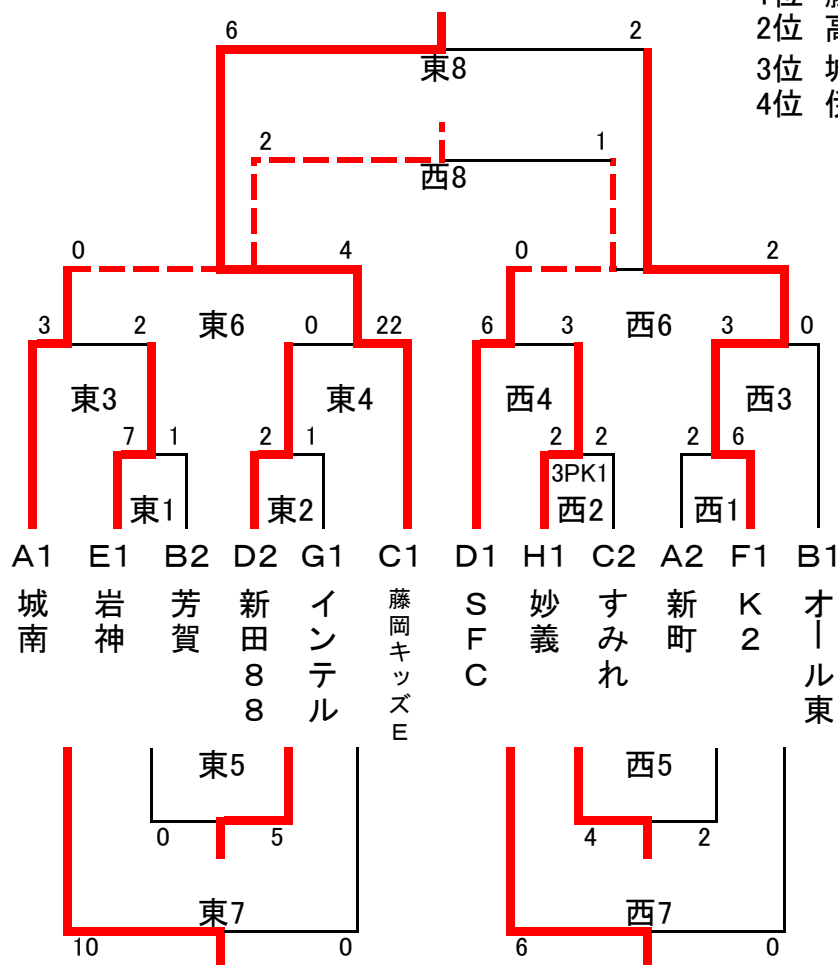 1位
2位 高
3位 城
4位
6 2
東8
2 1
西8
0 4 0 2
東6 西6
3 2 0 22 6 3 3 0
東3 東4 西4 西3
7 1 2 1 2 2 2 6
3PK1
東1 東2 西2 西1
A1 E1 B2 D2 G1 C1 D1 H1 C2 A2 F1 B1
城南
岩神
芳賀
新田88
インテル
藤岡キッズE
SFC
妙義
すみれ
新町
K2
オール東
東5 西5
0 5 4 2
東7 西7
10 0 6 0